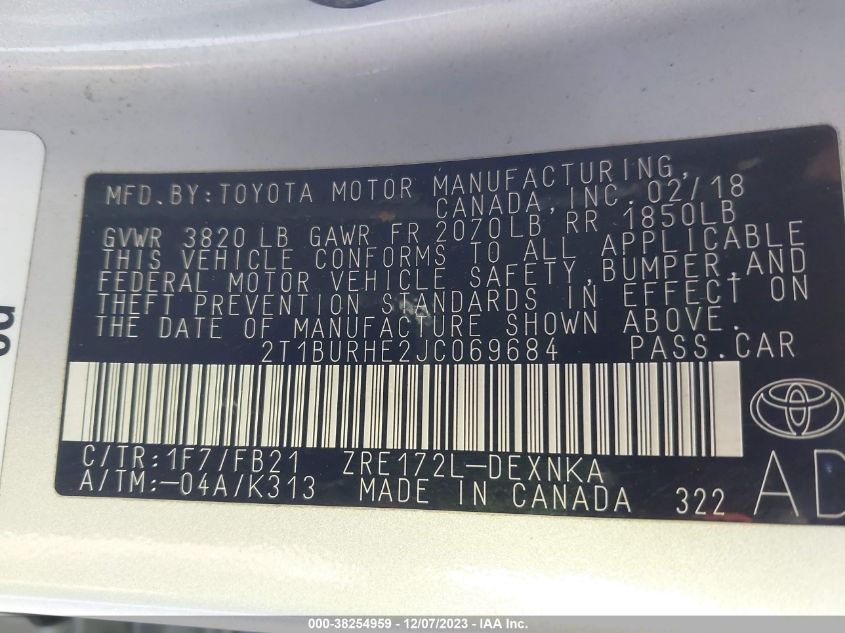 MFD.BY:TOYOTA MOTOR MANUFACTURING,
CANADA, INC. 02/18
GVWR 3820 LB GAWR FR 2070LB RR 1850LB
THIS VEHICLE CONFORMS TO ALL APPLICABLE
FEDERAL MOTOR VEHICLE SAFETY,BUMPER,AND
THEFT PREVENTION STANDARDS IN EFFECT ON
THE DATE OF MANUFACTURE SHOWN ABOVE.
2T1BURHE2JC069684 PASS.CAR
C/TR:1F7/FB21 ZRE172L-DEXNKA
A/TM:-04A/K313 MADE IN CANADA 322
AD
000-38254959 - 12/07/2023 - IAA Inc.